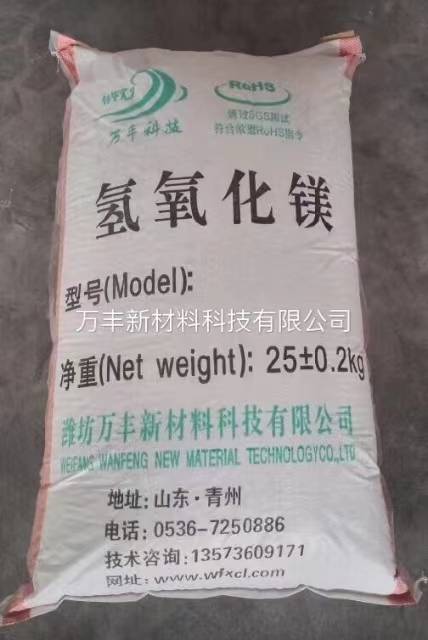 WFXJ
万丰科技
RoHS
通过SGS测试
符合欧盟RoHS指令
氢氧化镁
型号(Model):
万丰新材料科技有限公司
净重(Net weight): 25±0.2kg
潍坊万丰新材料科技有限公司
WEIFANG WANFENG NEW MATERIAL TECHNOLOGYCO.,LTD
地址:山东·青州
电话:0536-7250886
技术咨询:13573609171
网址:www.wfxcl.com